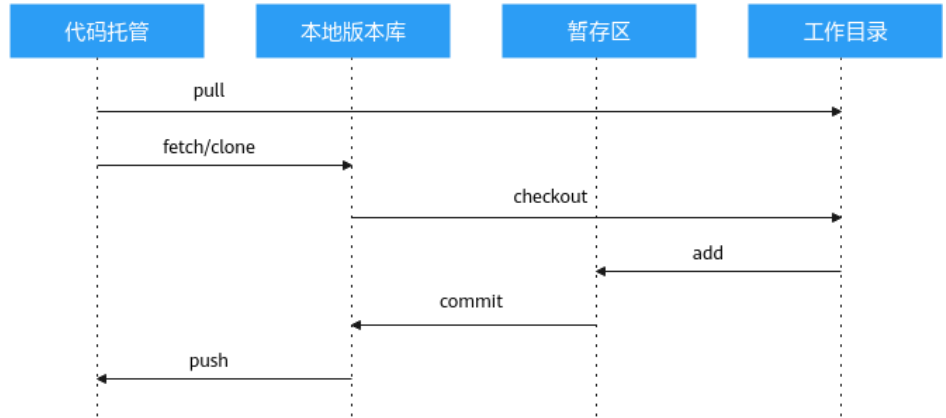 代码托管 本地版本库 暂存区 工作目录
pull
fetch/clone
checkout
add
commit
push